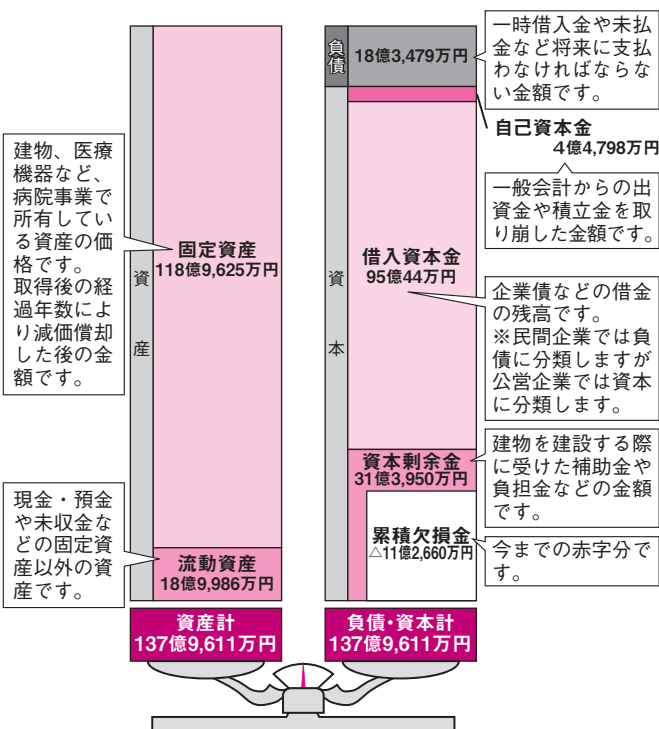 建物、医療
機器など、
病院事業で
所有してい
る資産の価
格です。
取得後の経
過年数によ
り減価償却
した後の金
額です。
現金・預金
や未収金な
どの固定資
産以外の資
産です。
資産
固定資産
118億9,625万円
流動資産
18億9,986万円
資産計
137億9,611万円
負債
18億3,479万円
一時借入金や未払
金など将来に支払
わなければならな
い金額です。
資本
自己資本金
4億4,798万円
一般会計からの出
資金や積立金を取
り崩した金額です。
借入資本金
95億44万円
企業債などの借金
の残高です。
※民間企業では負
債に分類しますが
公営企業では資本
に分類します。
資本剰余金
31億3,950万円
建物を建設する際
に受けた補助金や
負担金などの金額
です。
累積欠損金
△11億2,660万円
今までの赤字分で
す。
負債・資本計
137億9,611万円